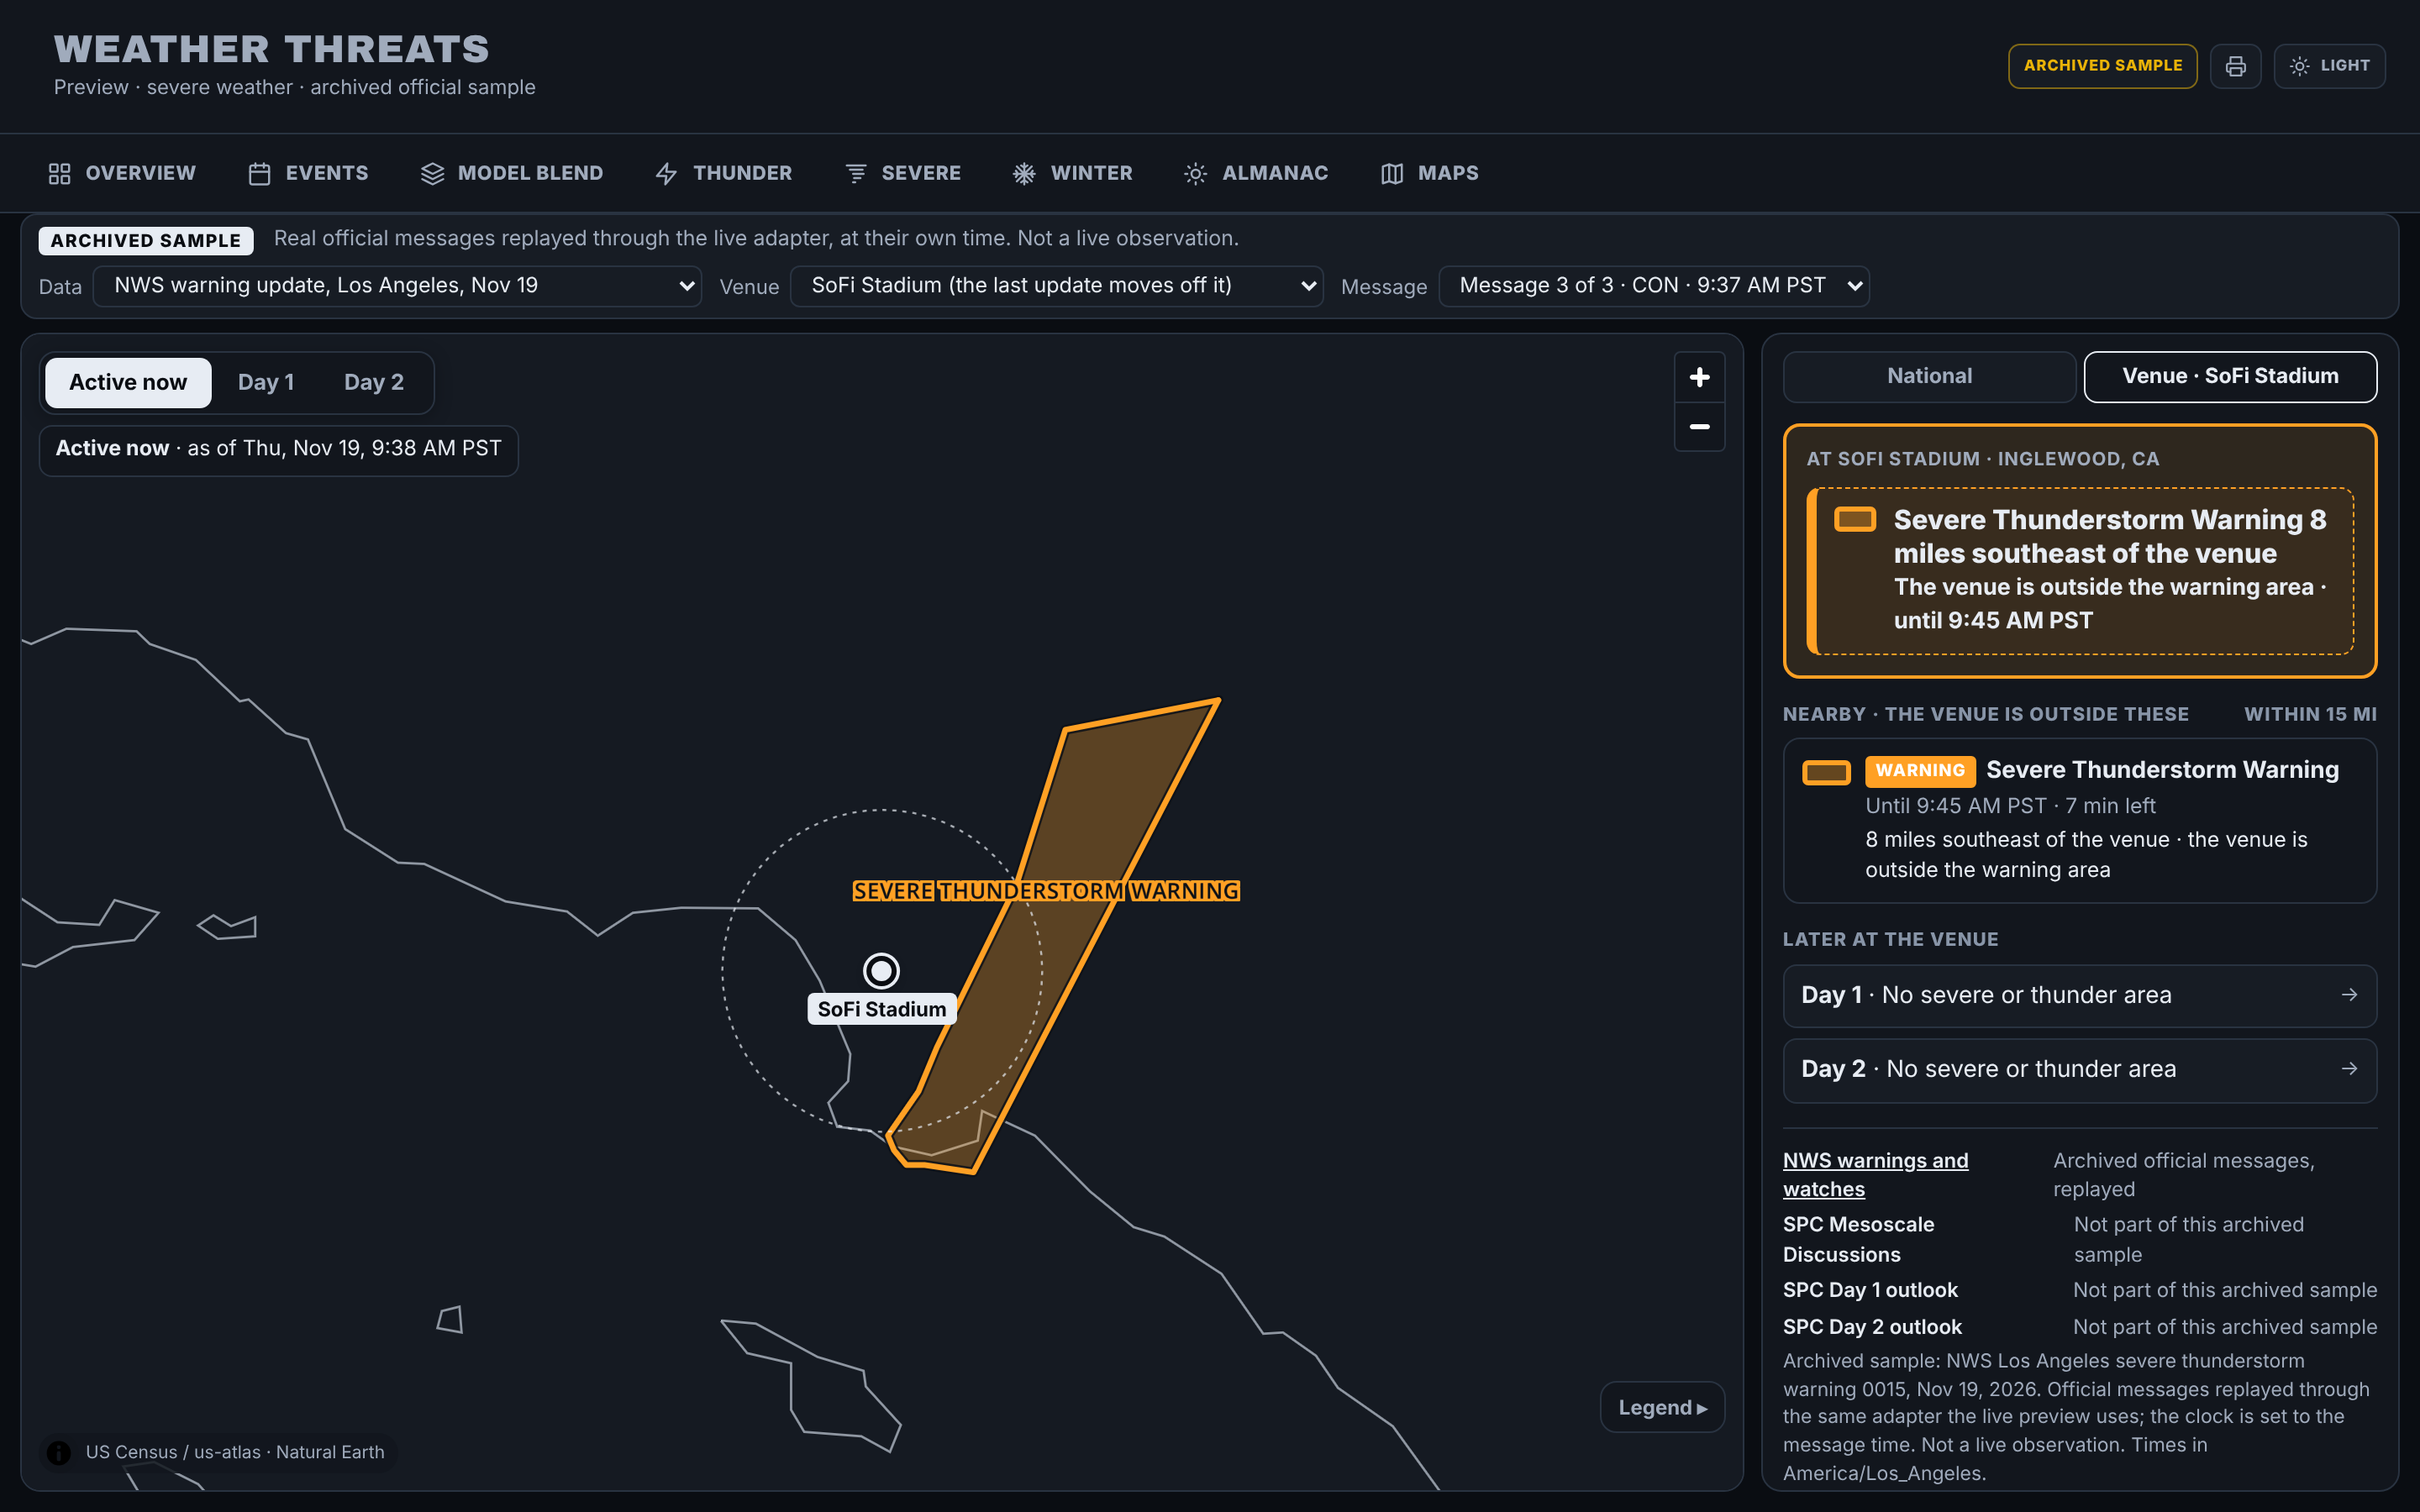 WEATHER THREATS
Preview · severe weather · archived official sample
ARCHIVED SAMPLE
LIGHT
OVERVIEW
EVENTS
MODEL BLEND
THUNDER
SEVERE
WINTER
ALMANAC
MAPS
ARCHIVED SAMPLE Real official messages replayed through the live adapter, at their own time. Not a live observation.
Data NWS warning update, Los Angeles, Nov 19 Venue SoFi Stadium (the last update moves off it) Message Message 3 of 3 · CON · 9:37 AM PST
Active now Day 1 Day 2
Active now · as of Thu, Nov 19, 9:38 AM PST
SEVERE THUNDERSTORM WARNING
SoFi Stadium
Legend ▸
US Census / us-atlas · Natural Earth
National
Venue · SoFi Stadium
AT SOFI STADIUM · INGLEWOOD, CA
Severe Thunderstorm Warning 8
miles southeast of the venue
The venue is outside the warning area ·
until 9:45 AM PST
NEARBY · THE VENUE IS OUTSIDE THESE WITHIN 15 MI
WARNING Severe Thunderstorm Warning
Until 9:45 AM PST · 7 min left
8 miles southeast of the venue · the venue is
outside the warning area
LATER AT THE VENUE
Day 1 · No severe or thunder area →
Day 2 · No severe or thunder area →
NWS warnings and
watches
Archived official messages,
replayed
SPC Mesoscale
Discussions
Not part of this archived
sample
SPC Day 1 outlook Not part of this archived sample
SPC Day 2 outlook Not part of this archived sample
Archived sample: NWS Los Angeles severe thunderstorm
warning 0015, Nov 19, 2026. Official messages replayed through
the same adapter the live preview uses; the clock is set to the
message time. Not a live observation. Times in
America/Los_Angeles.